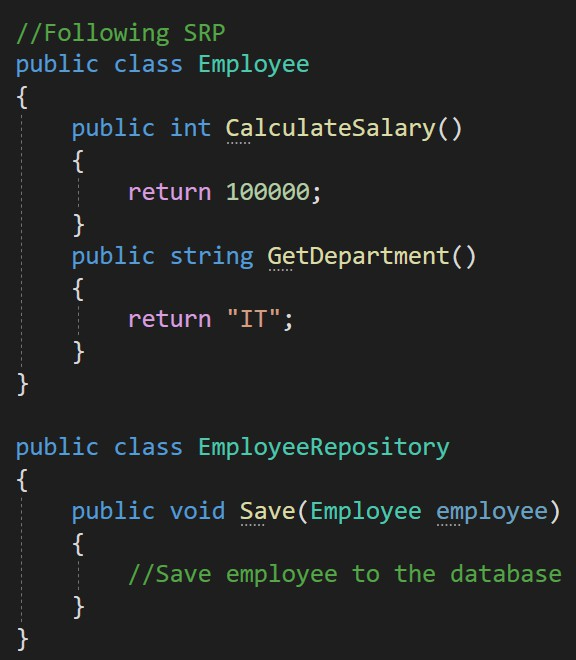 //Following SRP
public class Employee
{
    public int CalculateSalary()
    {
        return 100000;
    }
    public string GetDepartment()
    {
        return "IT";
    }
}

public class EmployeeRepository
{
    public void Save(Employee employee)
    {
        //Save employee to the database
    }
}